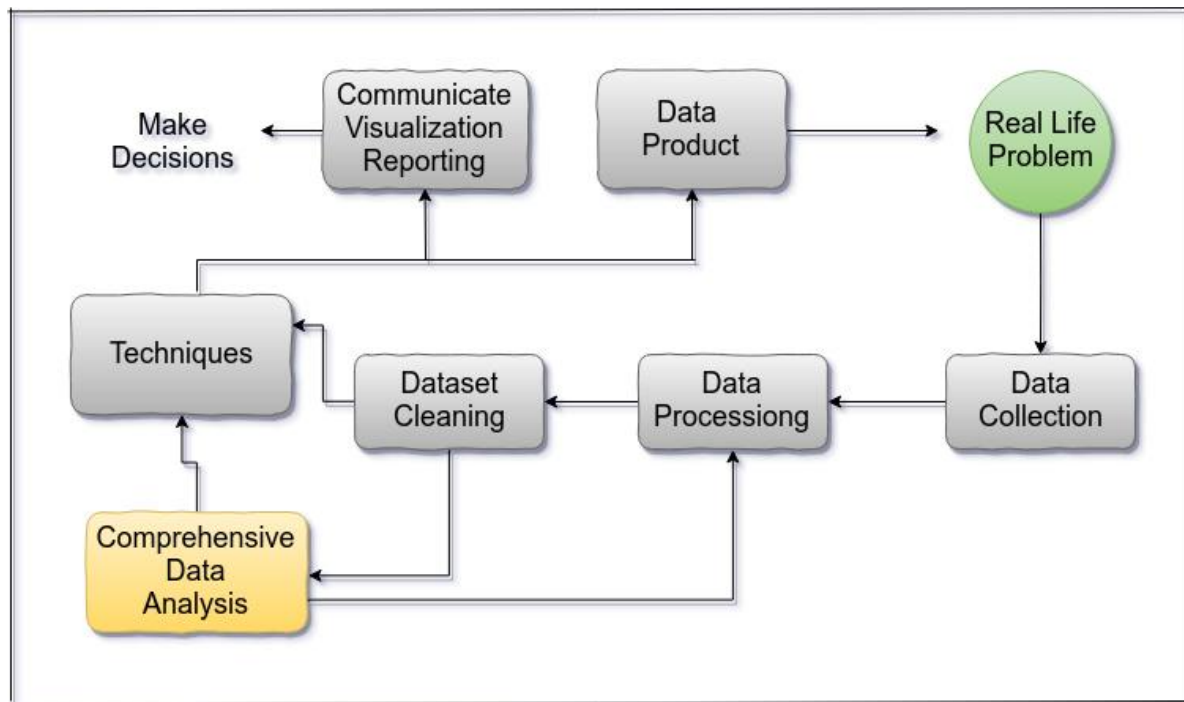 Make
Decisions
Communicate
Visualization
Reporting
Data
Product
Real Life
Problem
Techniques
Dataset
Cleaning
Data
Processiong
Data
Collection
Comprehensive
Data
Analysis